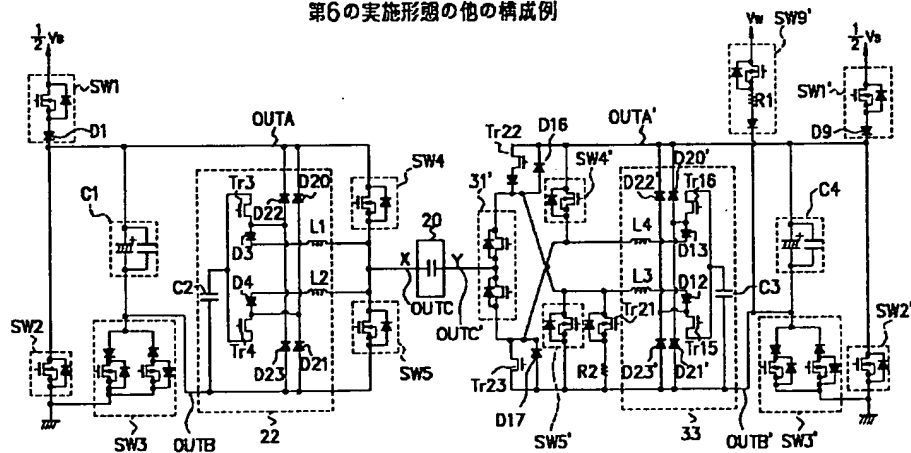 第6の実施形態の他の構成例
1/2 Vs
SW1
D1
OUTA
C1
SW2
SW3
OUTB
Tr3
D3
D4
Tr4
C2
D22
D20
L1
L2
D23
D21
22
SW4
SW5
20
X
Y
OUTC
OUTC'
Tr22
D16
31'
Tr23
D17
OUTA'
SW4'
SW5'
Tr21
R2
D22'
D20'
L4
L3
D23'
D21'
Tr16
D13
D12
Tr15
C3
33
Vw
SW9'
R1
1/2 Vs
SW1'
D9
C4
SW2'
SW3'
OUTB'